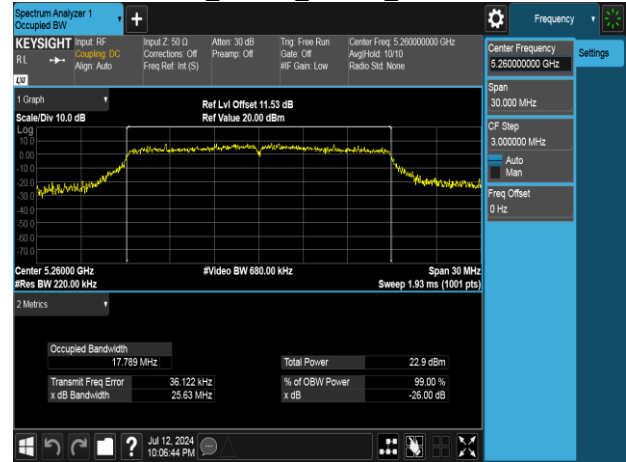 Spectrum Analyzer 1
Occupied BW
Frequency
KEYSIGHT
Input: RF
Coupling: DC
Align: Auto
Input Z: 50 Ω
Corrections: Off
Freq Ref: Int (S)
Atten: 30 dB
Preamp: Off
Trig: Free Run
Gate: Off
#IF Gain: Low
Center Freq: 5.260000000 GHz
Avg|Hold: 10/10
Radio Std: None
RL
LXI
Center Frequency
5.260000000 GHz
Settings
Span
30.000 MHz
CF Step
3.000000 MHz
Auto
Man
Freq Offset
0 Hz
1 Graph
Scale/Div 10.0 dB
Ref Lvl Offset 11.53 dB
Ref Value 20.00 dBm
Log
10.0
0.00
-10.0
-20.0
-30.0
-40.0
-50.0
-60.0
-70.0
Center 5.26000 GHz
#Video BW 680.00 kHz
Span 30 MHz
#Res BW 220.00 kHz
Sweep 1.93 ms (1001 pts)
2 Metrics
Occupied Bandwidth
17.789 MHz
Total Power 22.9 dBm
Transmit Freq Error 36.122 kHz
% of OBW Power 99.00 %
x dB Bandwidth 25.63 MHz
x dB -26.00 dB
Jul 12, 2024
10:06:44 PM